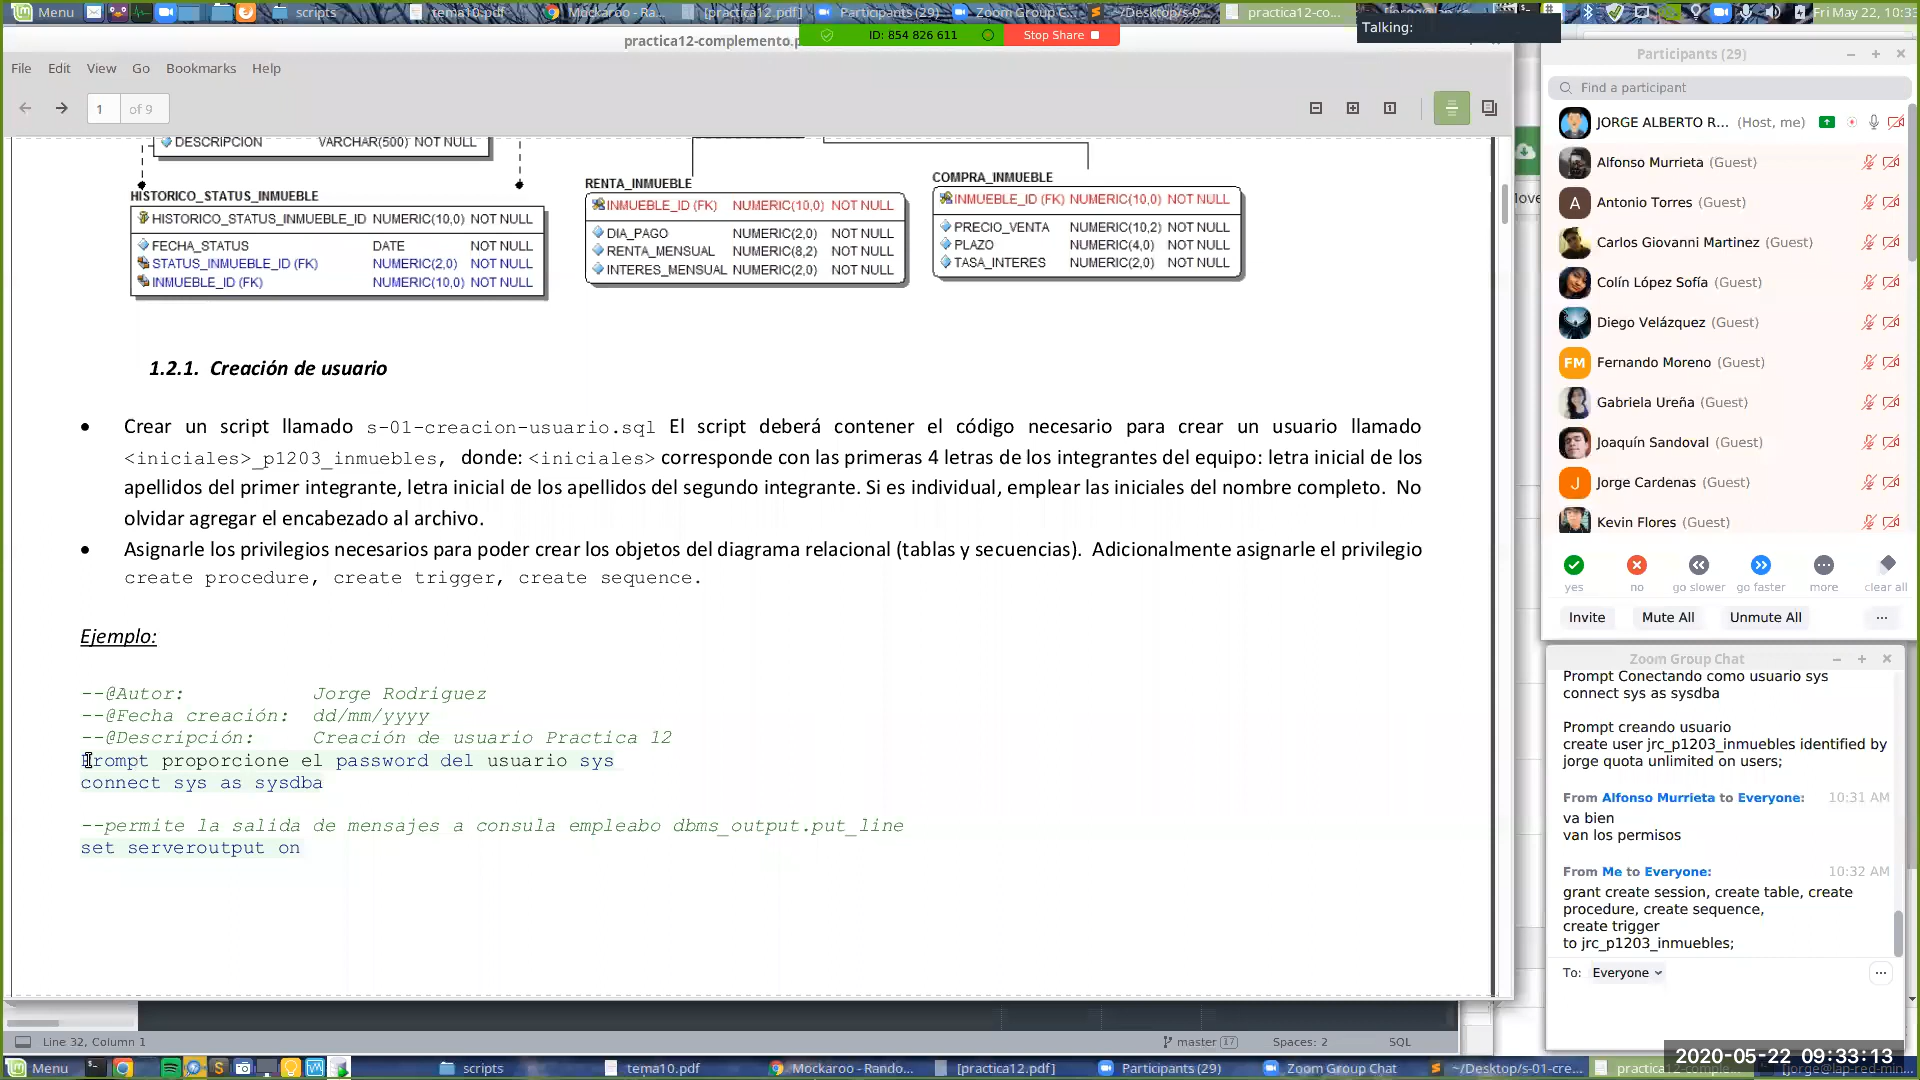 Menu
scripts
tema10.pdf
Mockaroo - Ra...
[practica12.pdf]
Participants (29)
Zoom Group C...
~/Desktop/s-0...
practica12-co...
Fri May 22, 10:33
practica12-complemento.p
ID: 854 826 611
Stop Share
Talking:
File Edit View Go Bookmarks Help
1 of 9
DESCRIPCION VARCHAR(500) NOT NULL
HISTORICO_STATUS_INMUEBLE
HISTORICO_STATUS_INMUEBLE_ID NUMERIC(10,0) NOT NULL
FECHA_STATUS DATE NOT NULL
STATUS_INMUEBLE_ID (FK) NUMERIC(2,0) NOT NULL
INMUEBLE_ID (FK) NUMERIC(10,0) NOT NULL
RENTA_INMUEBLE
INMUEBLE_ID (FK) NUMERIC(10,0) NOT NULL
DIA_PAGO NUMERIC(2,0) NOT NULL
RENTA_MENSUAL NUMERIC(8,2) NOT NULL
INTERES_MENSUAL NUMERIC(2,0) NOT NULL
COMPRA_INMUEBLE
INMUEBLE_ID (FK) NUMERIC(10,0) NOT NULL
PRECIO_VENTA NUMERIC(10,2) NOT NULL
PLAZO NUMERIC(4,0) NOT NULL
TASA_INTERES NUMERIC(2,0) NOT NULL
1.2.1. Creación de usuario
• Crear un script llamado s-01-creacion-usuario.sql El script deberá contener el código necesario para crear un usuario llamado
<iniciales>_p1203_inmuebles, donde: <iniciales> corresponde con las primeras 4 letras de los integrantes del equipo: letra inicial de los
apellidos del primer integrante, letra inicial de los apellidos del segundo integrante. Si es individual, emplear las iniciales del nombre completo. No
olvidar agregar el encabezado al archivo.
• Asignarle los privilegios necesarios para poder crear los objetos del diagrama relacional (tablas y secuencias). Adicionalmente asignarle el privilegio
create procedure, create trigger, create sequence.
Ejemplo:
--@Autor: Jorge Rodriguez
--@Fecha creación: dd/mm/yyyy
--@Descripción: Creación de usuario Practica 12
Prompt proporcione el password del usuario sys
connect sys as sysdba
--permite la salida de mensajes a consula empleabo dbms_output.put_line
set serveroutput on
Line 32, Column 1
master 17
Spaces: 2
SQL
Participants (29)
Find a participant
JORGE ALBERTO R... (Host, me)
Alfonso Murrieta (Guest)
A Antonio Torres (Guest)
Carlos Giovanni Martinez (Guest)
Colín López Sofía (Guest)
Diego Velázquez (Guest)
FM Fernando Moreno (Guest)
Gabriela Ureña (Guest)
Joaquín Sandoval (Guest)
J Jorge Cardenas (Guest)
Kevin Flores (Guest)
yes no go slower go faster more clear all
Invite Mute All Unmute All ...
Zoom Group Chat
Prompt Conectando como usuario sys
connect sys as sysdba
Prompt creando usuario
create user jrc_p1203_inmuebles identified by
jorge quota unlimited on users;
From Alfonso Murrieta to Everyone: 10:31 AM
va bien
van los permisos
From Me to Everyone: 10:32 AM
grant create session, create table, create
procedure, create sequence,
create trigger
to jrc_p1203_inmuebles;
To: Everyone
Menu
scripts
tema10.pdf
Mockaroo - Rando...
[practica12.pdf]
Participants (29)
Zoom Group Chat
~/Desktop/s-01-cre...
practica12-comple...
2020-05-22 09:33:13